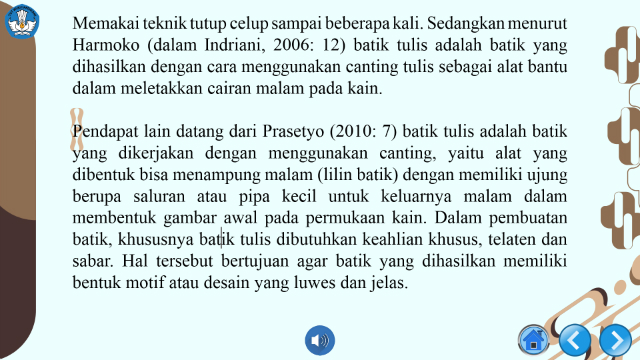 Memakai teknik tutup celup sampai beberapa kali. Sedangkan menurut
Harmoko (dalam Indriani, 2006: 12) batik tulis adalah batik yang
dihasilkan dengan cara menggunakan canting tulis sebagai alat bantu
dalam meletakkan cairan malam pada kain.
Pendapat lain datang dari Prasetyo (2010: 7) batik tulis adalah batik
yang dikerjakan dengan menggunakan canting, yaitu alat yang
dibentuk bisa menampung malam (lilin batik) dengan memiliki ujung
berupa saluran atau pipa kecil untuk keluarnya malam dalam
membentuk gambar awal pada permukaan kain. Dalam pembuatan
batik, khususnya batik tulis dibutuhkan keahlian khusus, telaten dan
sabar. Hal tersebut bertujuan agar batik yang dihasilkan memiliki
bentuk motif atau desain yang luwes dan jelas.